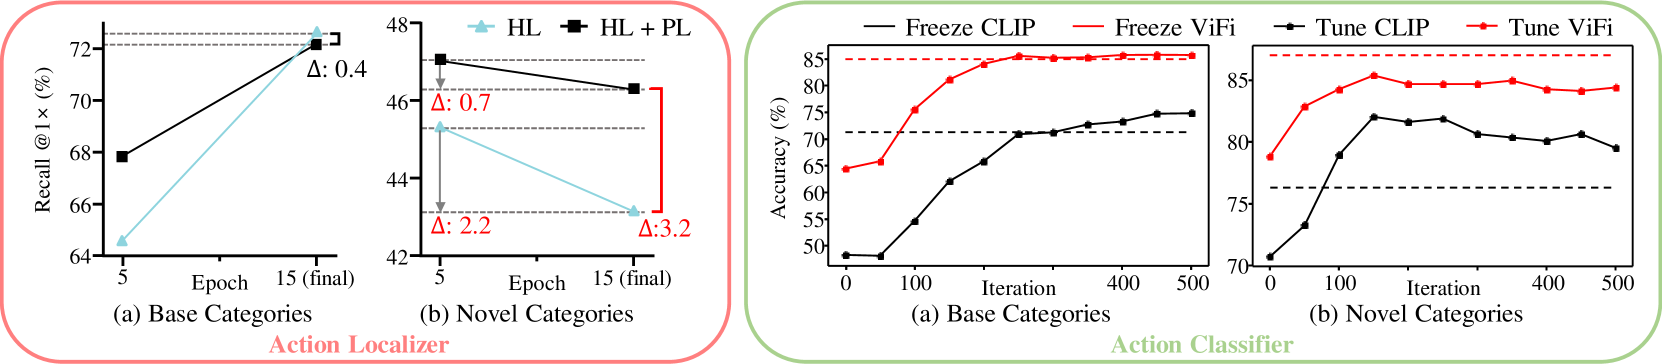 HL HL + PL
Recall @1× (%)
72
70
68
66
64
Δ: 0.4
5 Epoch 15 (final)
(a) Base Categories
48
46
44
42
Δ: 0.7
Δ: 2.2
Δ:3.2
5 Epoch 15 (final)
(b) Novel Categories
Action Localizer
Freeze CLIP Freeze ViFi Tune CLIP Tune ViFi
Accuracy (%)
85
80
75
70
65
60
55
50
0 100 Iteration 400 500
(a) Base Categories
85
80
75
70
0 100 Iteration 400 500
(b) Novel Categories
Action Classifier